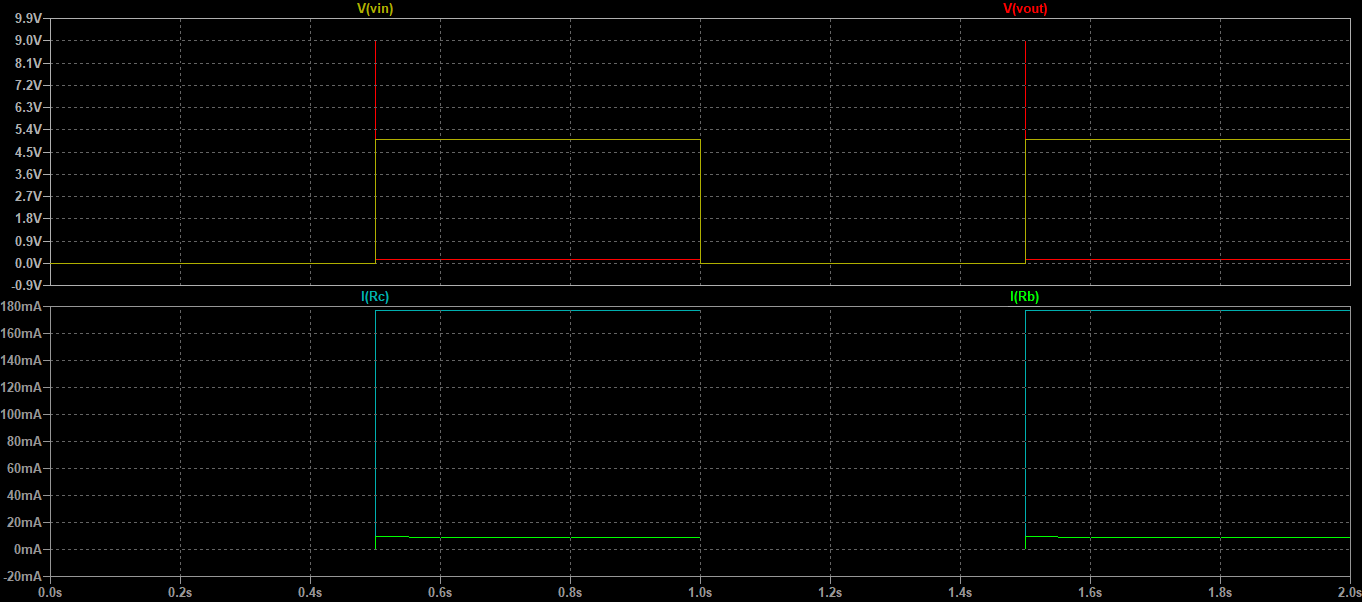 V(vin) V(vout)
9.9V
9.0V
8.1V
7.2V
6.3V
5.4V
4.5V
3.6V
2.7V
1.8V
0.9V
0.0V
-0.9V
I(Rc) I(Rb)
180mA
160mA
140mA
120mA
100mA
80mA
60mA
40mA
20mA
0mA
-20mA
0.0s 0.2s 0.4s 0.6s 0.8s 1.0s 1.2s 1.4s 1.6s 1.8s 2.0s